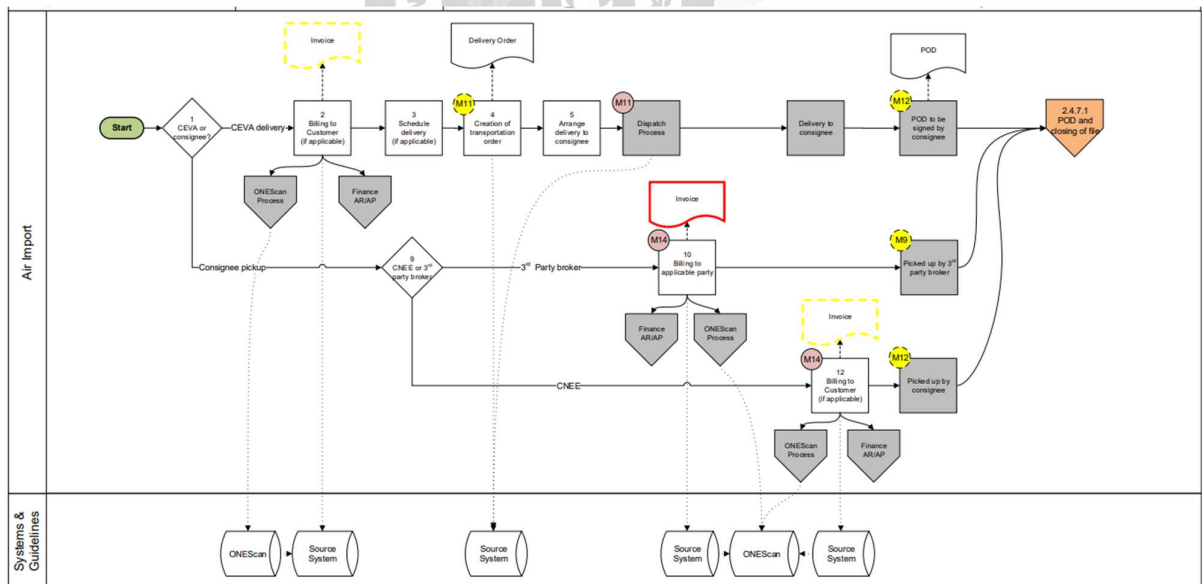 Air Import
Start
1
CEVA or
consignee?
CEVA delivery
Invoice
2
Billing to
Customer
(if applicable)
3
Schedule
delivery
(if applicable)
Delivery Order
M11
4
Creation of
transportation
order
5
Arrange
delivery to
consignee
M11
Dispatch
Process
Delivery to
consignee
POD
M12
POD to be
signed by
consignee
2.4.7.1
POD and
closing of file
ONEScan
Process
Finance
AR/AP
Consignee pickup
9
CNEE or 3rd
party broker
3rd Party broker
Invoice
M14
10
Billing to
applicable party
M9
Picked up by 3rd
party broker
Finance
AR/AP
ONEScan
Process
CNEE
Invoice
M14
12
Billing to
Customer
(if applicable)
M12
Picked up by
consignee
ONEScan
Process
Finance
AR/AP
Systems &
Guidelines
ONEScan
Source
System
Source
System
Source
System
ONEScan
Source
System